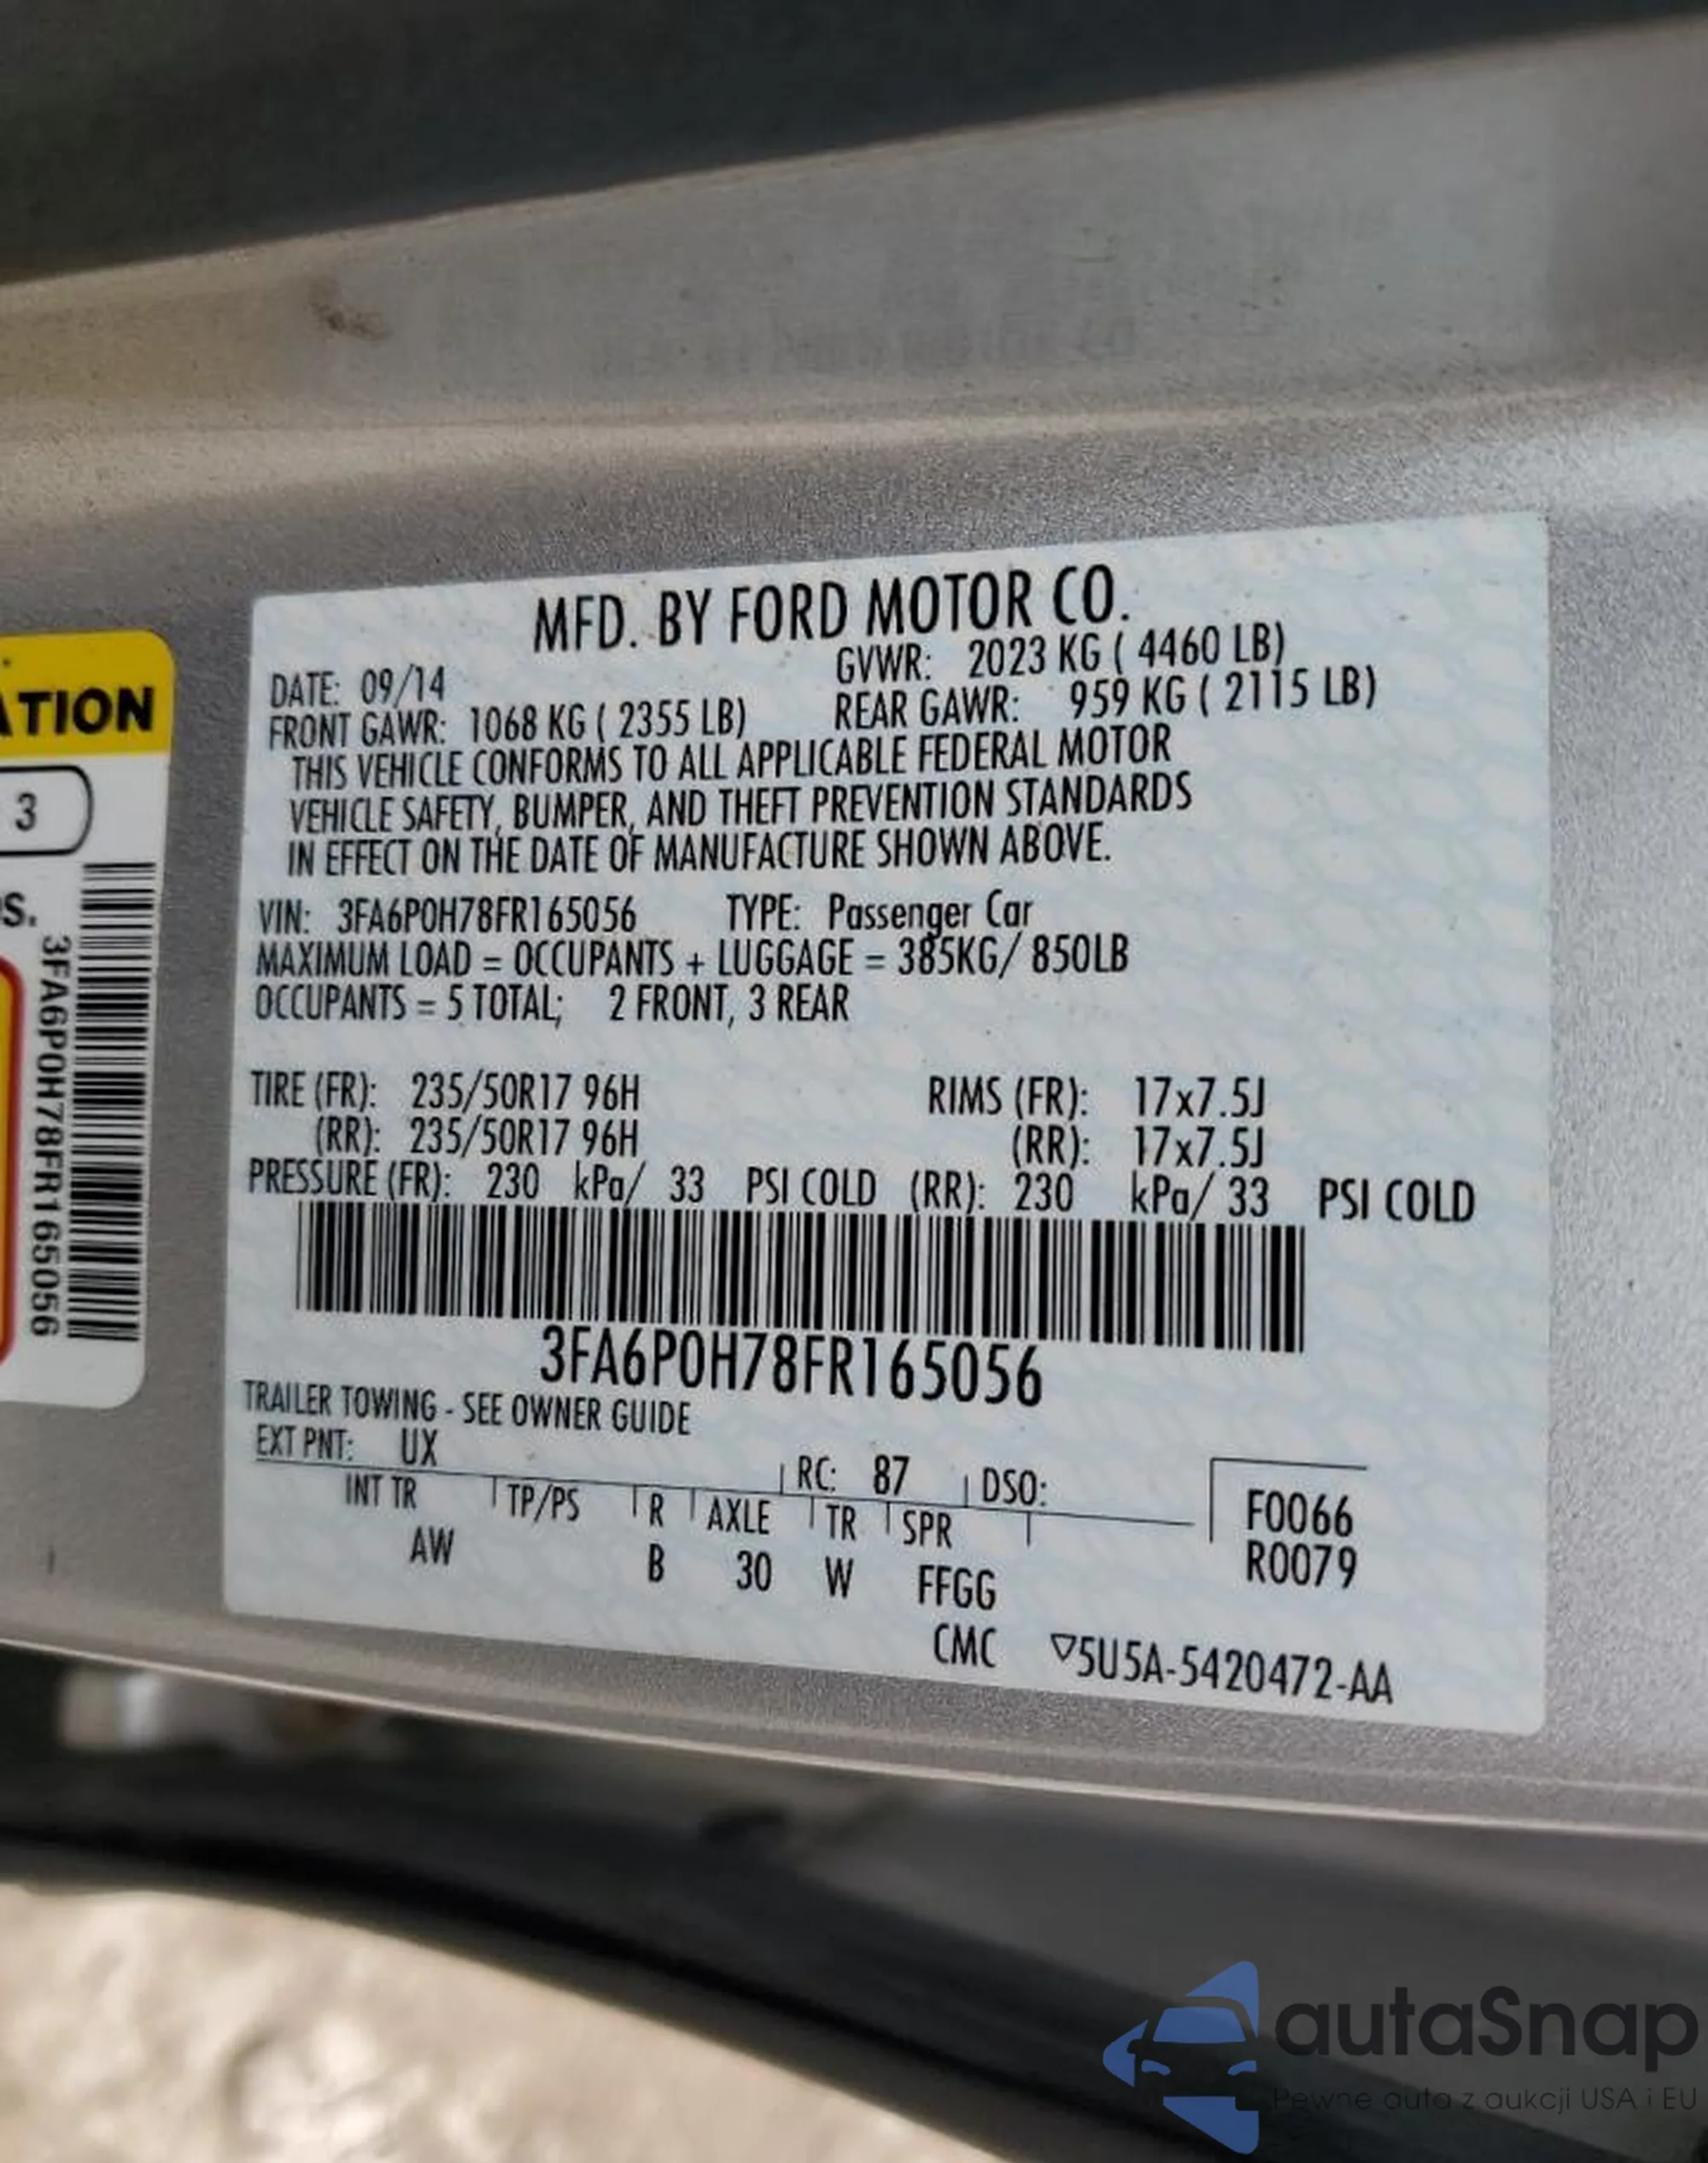 ATION
3
S.
3FA6P0H78FR165056
MFD. BY FORD MOTOR CO.
DATE: 09/14 GVWR: 2023 KG ( 4460 LB)
FRONT GAWR: 1068 KG ( 2355 LB) REAR GAWR: 959 KG ( 2115 LB)
THIS VEHICLE CONFORMS TO ALL APPLICABLE FEDERAL MOTOR
VEHICLE SAFETY, BUMPER, AND THEFT PREVENTION STANDARDS
IN EFFECT ON THE DATE OF MANUFACTURE SHOWN ABOVE.
VIN: 3FA6P0H78FR165056 TYPE: Passenger Car
MAXIMUM LOAD = OCCUPANTS + LUGGAGE = 385KG/ 850LB
OCCUPANTS = 5 TOTAL; 2 FRONT, 3 REAR
TIRE (FR): 235/50R17 96H RIMS (FR): 17x7.5J
(RR): 235/50R17 96H (RR): 17x7.5J
PRESSURE (FR): 230 kPa/ 33 PSI COLD (RR): 230 kPa/ 33 PSI COLD
3FA6P0H78FR165056
TRAILER TOWING - SEE OWNER GUIDE
EXT PNT: UX RC: 87 DSO:
INT TR TP/PS R AXLE TR SPR F0066
AW B 30 W FFGG R0079
CMC ▽5U5A-5420472-AA
autaSnap
Pewne auta z aukcji USA i EU